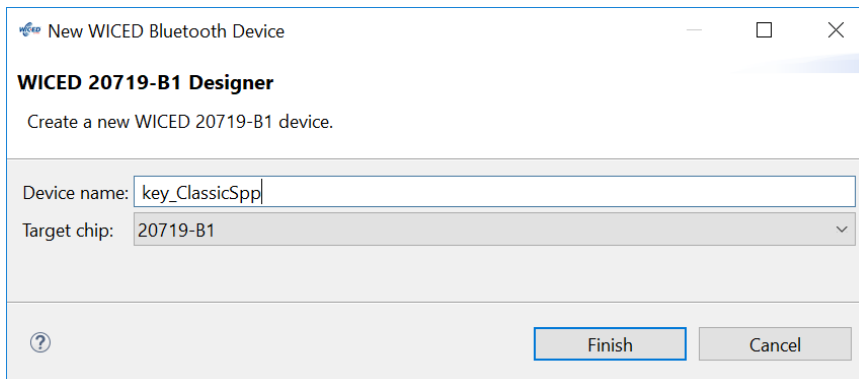 WICED New WICED Bluetooth Device
WICED 20719-B1 Designer
Create a new WICED 20719-B1 device.
Device name: key_ClassicSpp
Target chip: 20719-B1
? Finish Cancel